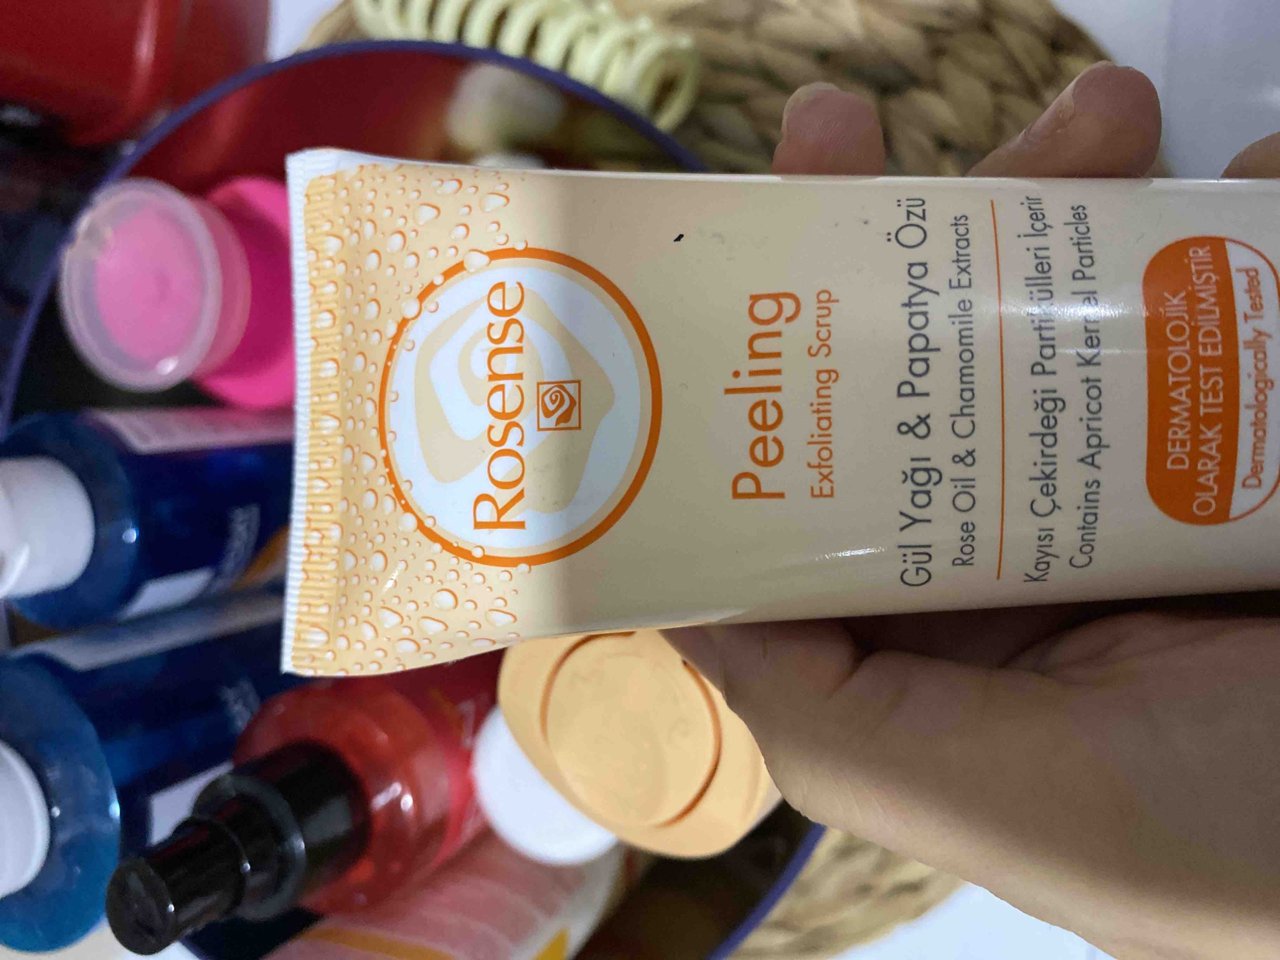 Rosense
Peeling
Exfoliating Scrup
Gül Yağı & Papatya Özü
Rose Oil & Chamomile Extracts
Kayısı Çekirdeği Partikülleri İçerir
Contains Apricot Kernel Particles
DERMATOLOJİK
OLARAK TEST EDİLMİŞTİR
Dermatologically Tested